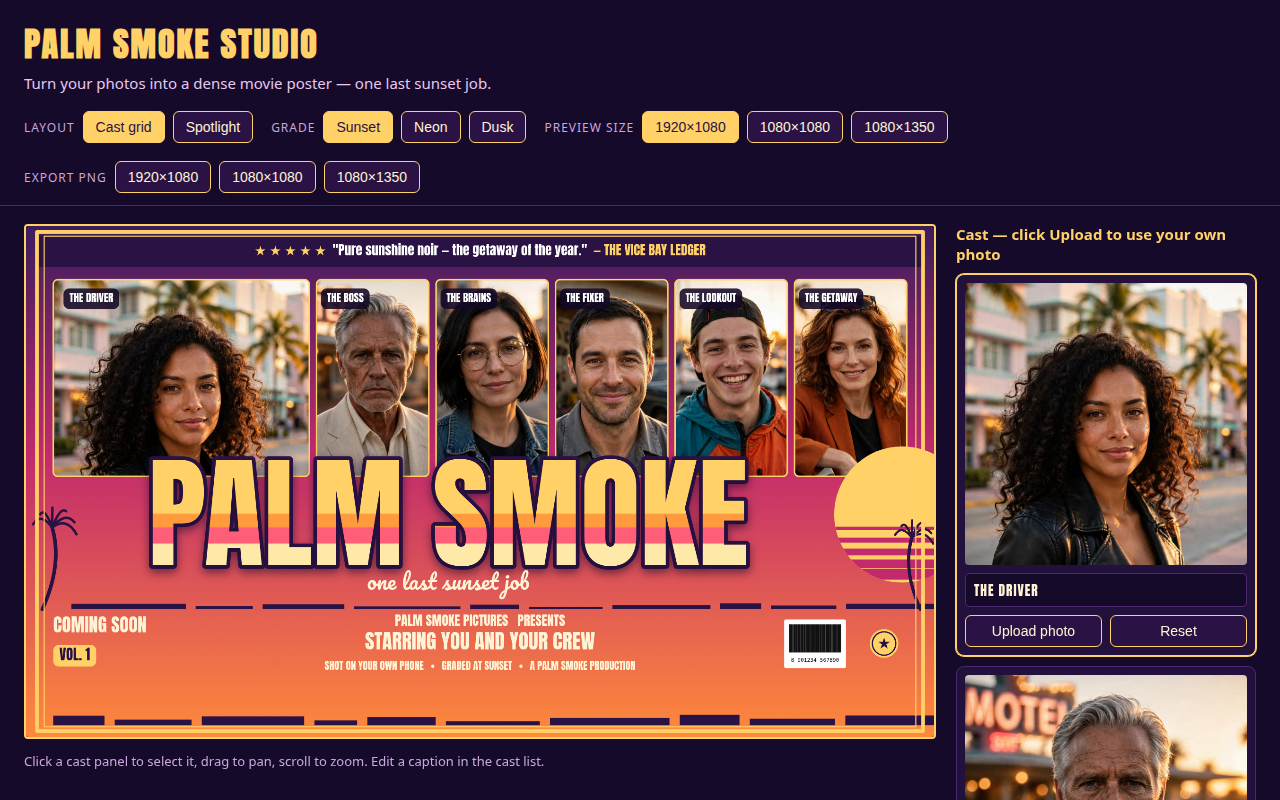 PALM SMOKE STUDIO
Turn your photos into a dense movie poster — one last sunset job.
LAYOUT Cast grid Spotlight GRADE Sunset Neon Dusk PREVIEW SIZE 1920×1080 1080×1080 1080×1350
EXPORT PNG 1920×1080 1080×1080 1080×1350
★ ★ ★ ★ ★ "Pure sunshine noir – the getaway of the year." – THE VICE BAY LEDGER
THE DRIVER THE BOSS THE BRAINS THE FIXER THE LOOKOUT THE GETAWAY
PALM SMOKE
one last sunset job
COMING SOON
VOL. 1
PALM SMOKE PICTURES PRESENTS
STARRING YOU AND YOUR CREW
SHOT ON YOUR OWN PHONE • GRADED AT SUNSET • A PALM SMOKE PRODUCTION
8 01234 567890
Click a cast panel to select it, drag to pan, scroll to zoom. Edit a caption in the cast list.
Cast — click Upload to use your own
photo
THE DRIVER
Upload photo Reset
MOTEL